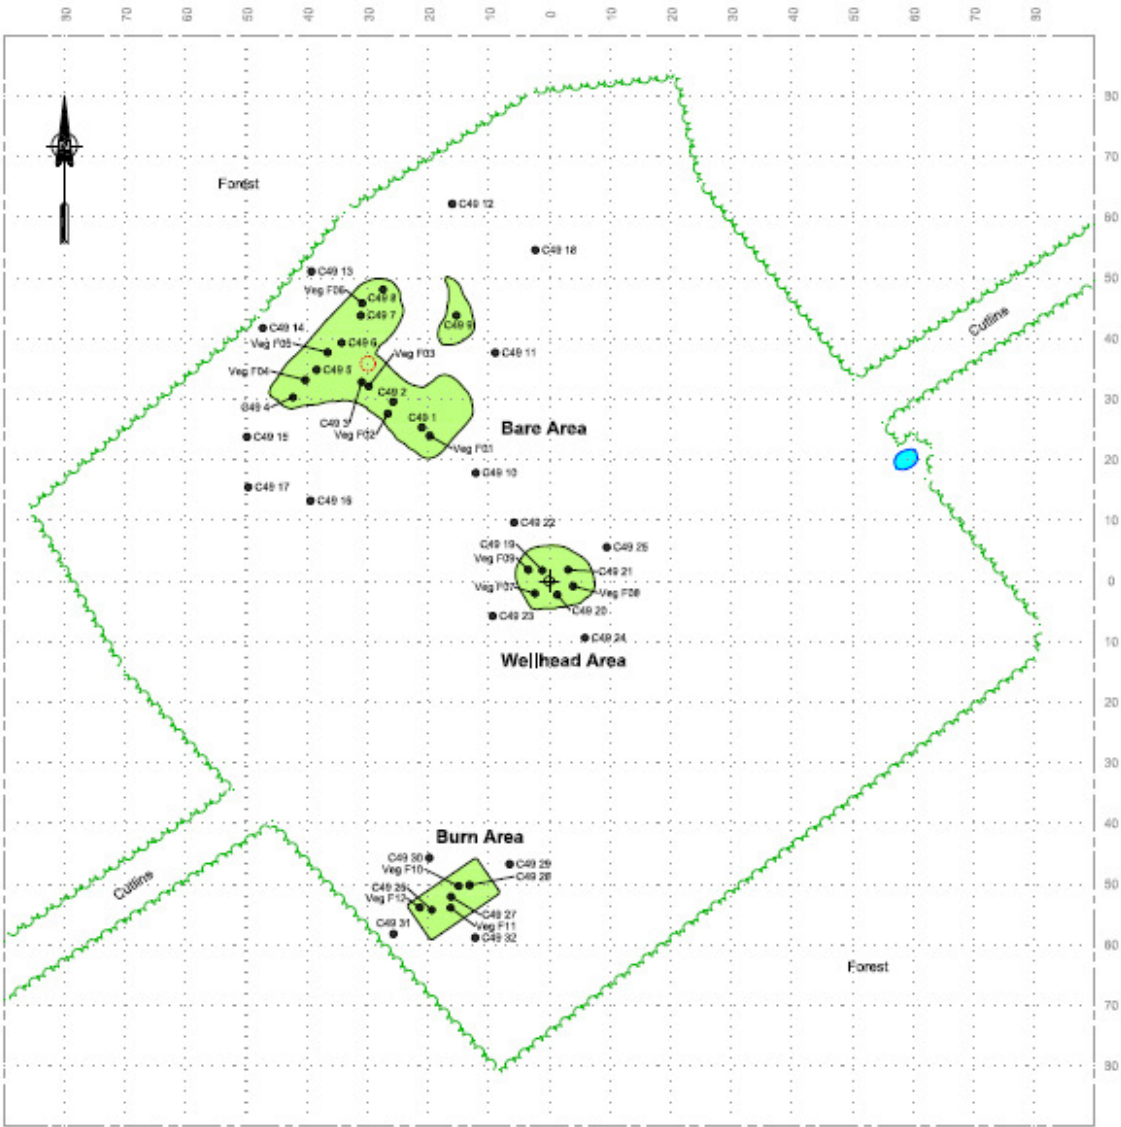 80 70 60 50 40 30 20 10 0 10 20 30 40 50 60 70 80
80
70
Forest
C49 12
60
C49 18
C49 13
50
Veg F06
C49 8
C49 7
C49 9
Cutline
C49 14
40
Veg F05
C49 6
Veg F03
C49 11
Veg F04
C49 5
C49 2
30
C49 4
C49 3
C49 1
Veg F02
Bare Area
C49 15
Veg F01
20
C49 10
C49 17
C49 16
C49 22
10
C49 19
C49 25
Veg F09
C49 21
0
Veg F07
Veg F08
C49 23
C49 20
C49 24
10
Wellhead Area
20
30
40
Burn Area
C49 30
C49 29
Veg F10
C49 28
Cutline
50
C49 26
Veg F12
C49 27
C49 31
Veg F11
C49 32
60
Forest
70
80